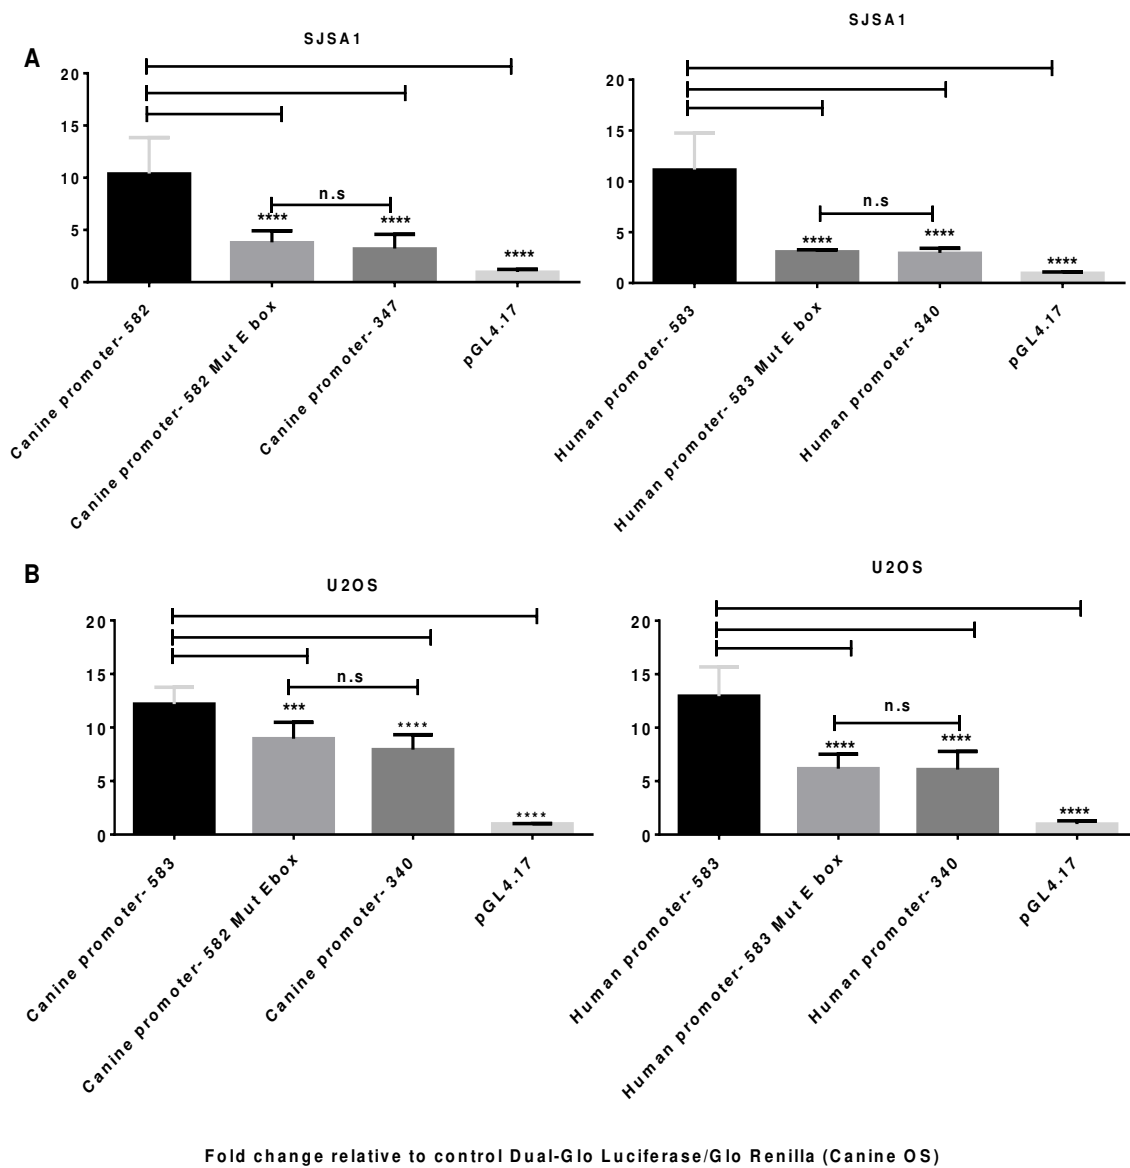 A
SJSA1
20
15
10
5
0
n.s
****
****
****
Canine promoter- 582
Canine promoter- 582 Mut E box
Canine promoter- 347
pGL4.17
SJSA1
20
15
10
5
0
n.s
****
****
****
Human promoter- 583
Human promoter- 583 Mut E box
Human promoter- 340
pGL4.17
B
U2OS
20
15
10
5
0
n.s
***
****
****
Canine promoter- 583
Canine promoter- 582 Mut Ebox
Canine promoter- 340
pGL4.17
U2OS
20
15
10
5
0
n.s
****
****
****
Human promoter- 583
Human promoter- 583 Mut E box
Human promoter- 340
pGL4.17
Fold change relative to control Dual-Glo Luciferase/Glo Renilla (Canine OS)